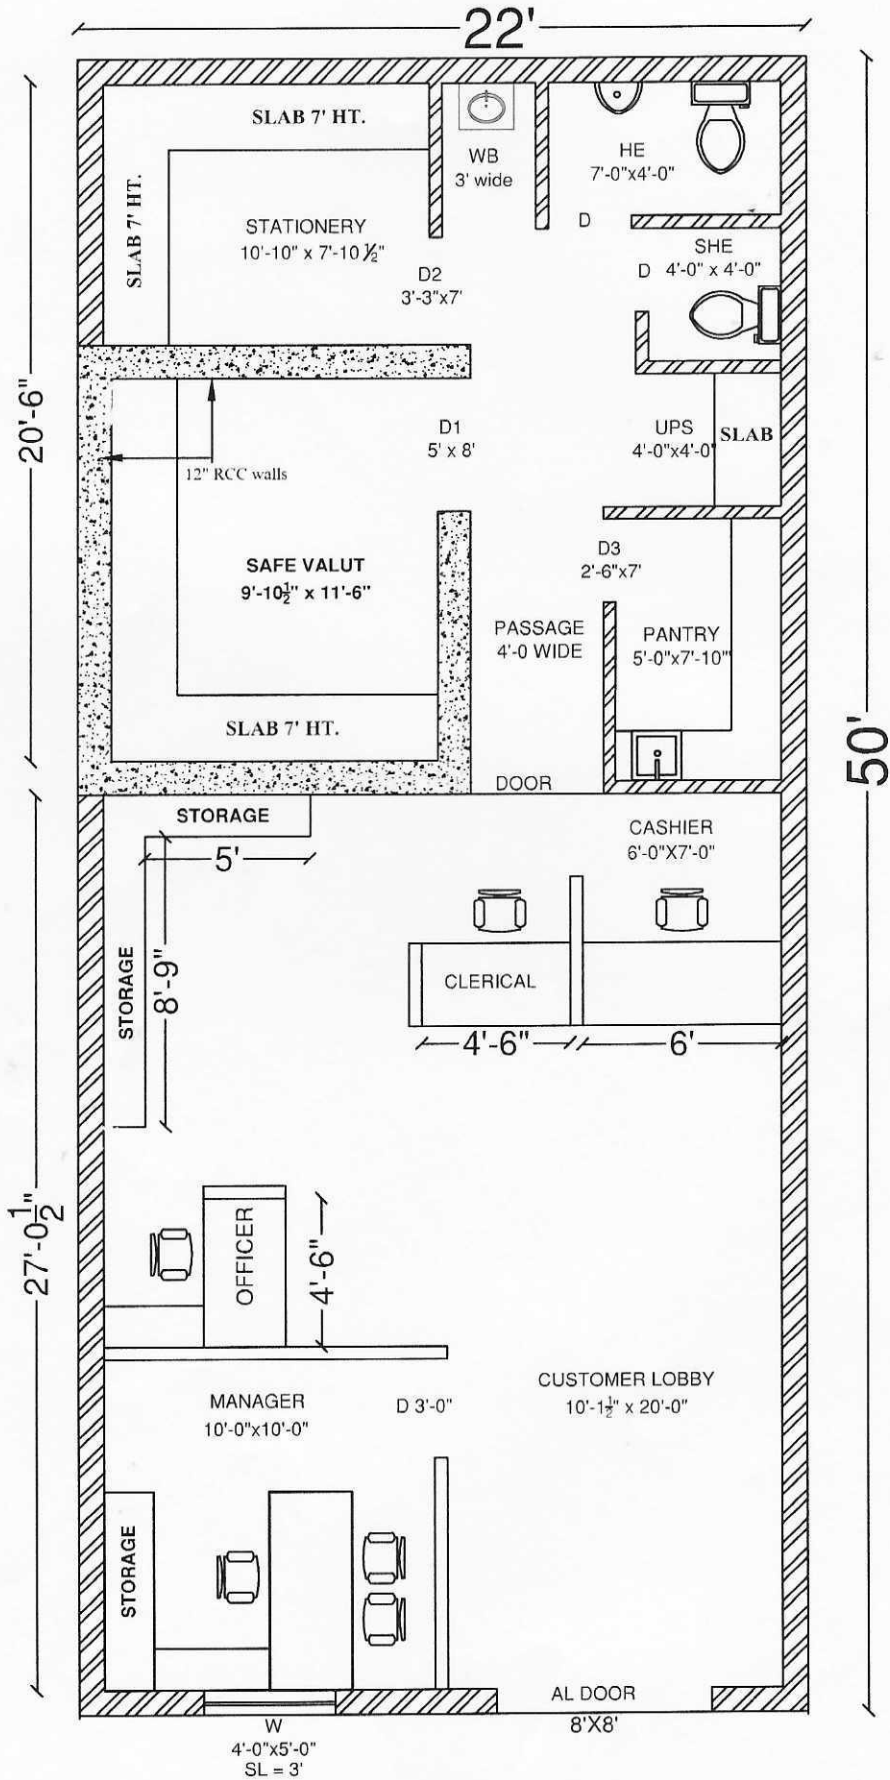 22'
SLAB 7' HT.
SLAB 7' HT.
STATIONERY
10'-10" x 7'-10 ½"
WB
3' wide
HE
7'-0"x4'-0"
D
SHE
D 4'-0" x 4'-0"
D2
3'-3"x7'
20'-6"
12" RCC walls
D1
5' x 8'
UPS
4'-0"x4'-0"
SLAB
SAFE VALUT
9'-10½" x 11'-6"
D3
2'-6"x7'
PASSAGE
4'-0 WIDE
PANTRY
5'-0"x7'-10"
SLAB 7' HT.
50'
DOOR
STORAGE
5'
CASHIER
6'-0"X7'-0"
STORAGE
8'-9"
CLERICAL
4'-6"
6'
27'-0½"
OFFICER
4'-6"
CUSTOMER LOBBY
10'-1½" x 20'-0"
MANAGER
10'-0"x10'-0"
D 3'-0"
STORAGE
AL DOOR
8'X8'
W
4'-0"x5'-0"
SL = 3'